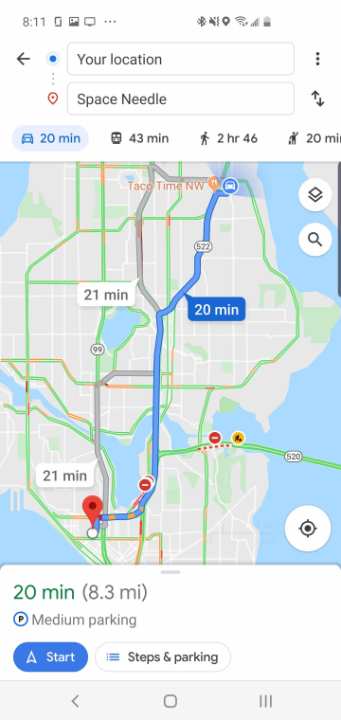 8:11
Your location
Space Needle
20 min
43 min
2 hr 46
20 mi
Taco Time NW
522
21 min
20 min
99
520
21 min
20 min (8.3 mi)
P Medium parking
Start
Steps & parking